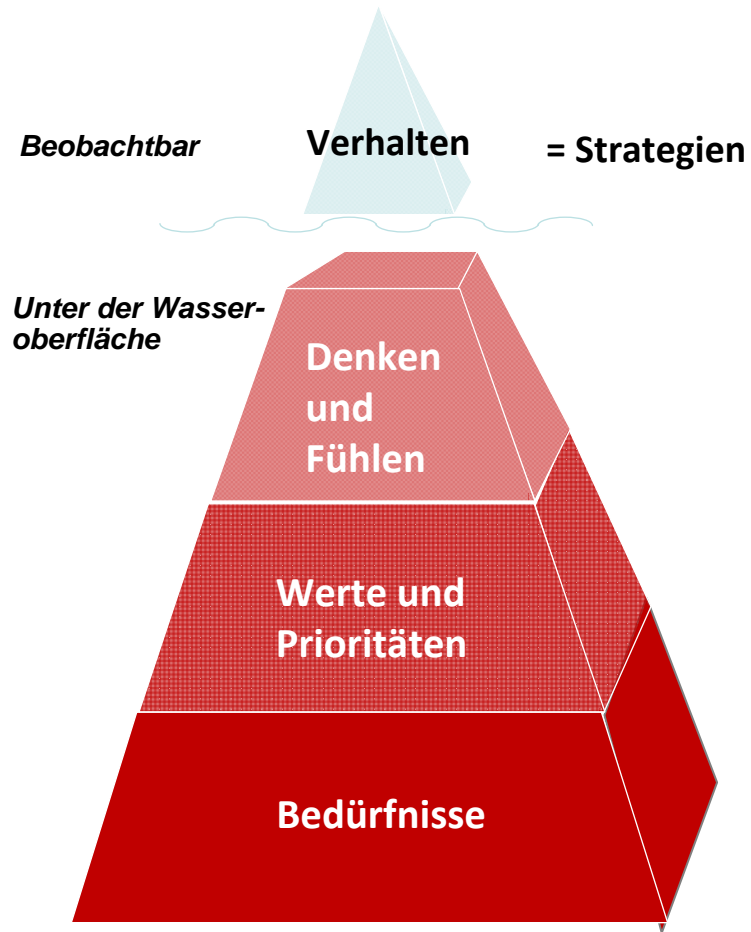 Beobachtbar
Verhalten
= Strategien
Unter der Wasser-
oberfläche
Denken
und
Fühlen
Werte und
Prioritäten
Bedürfnisse